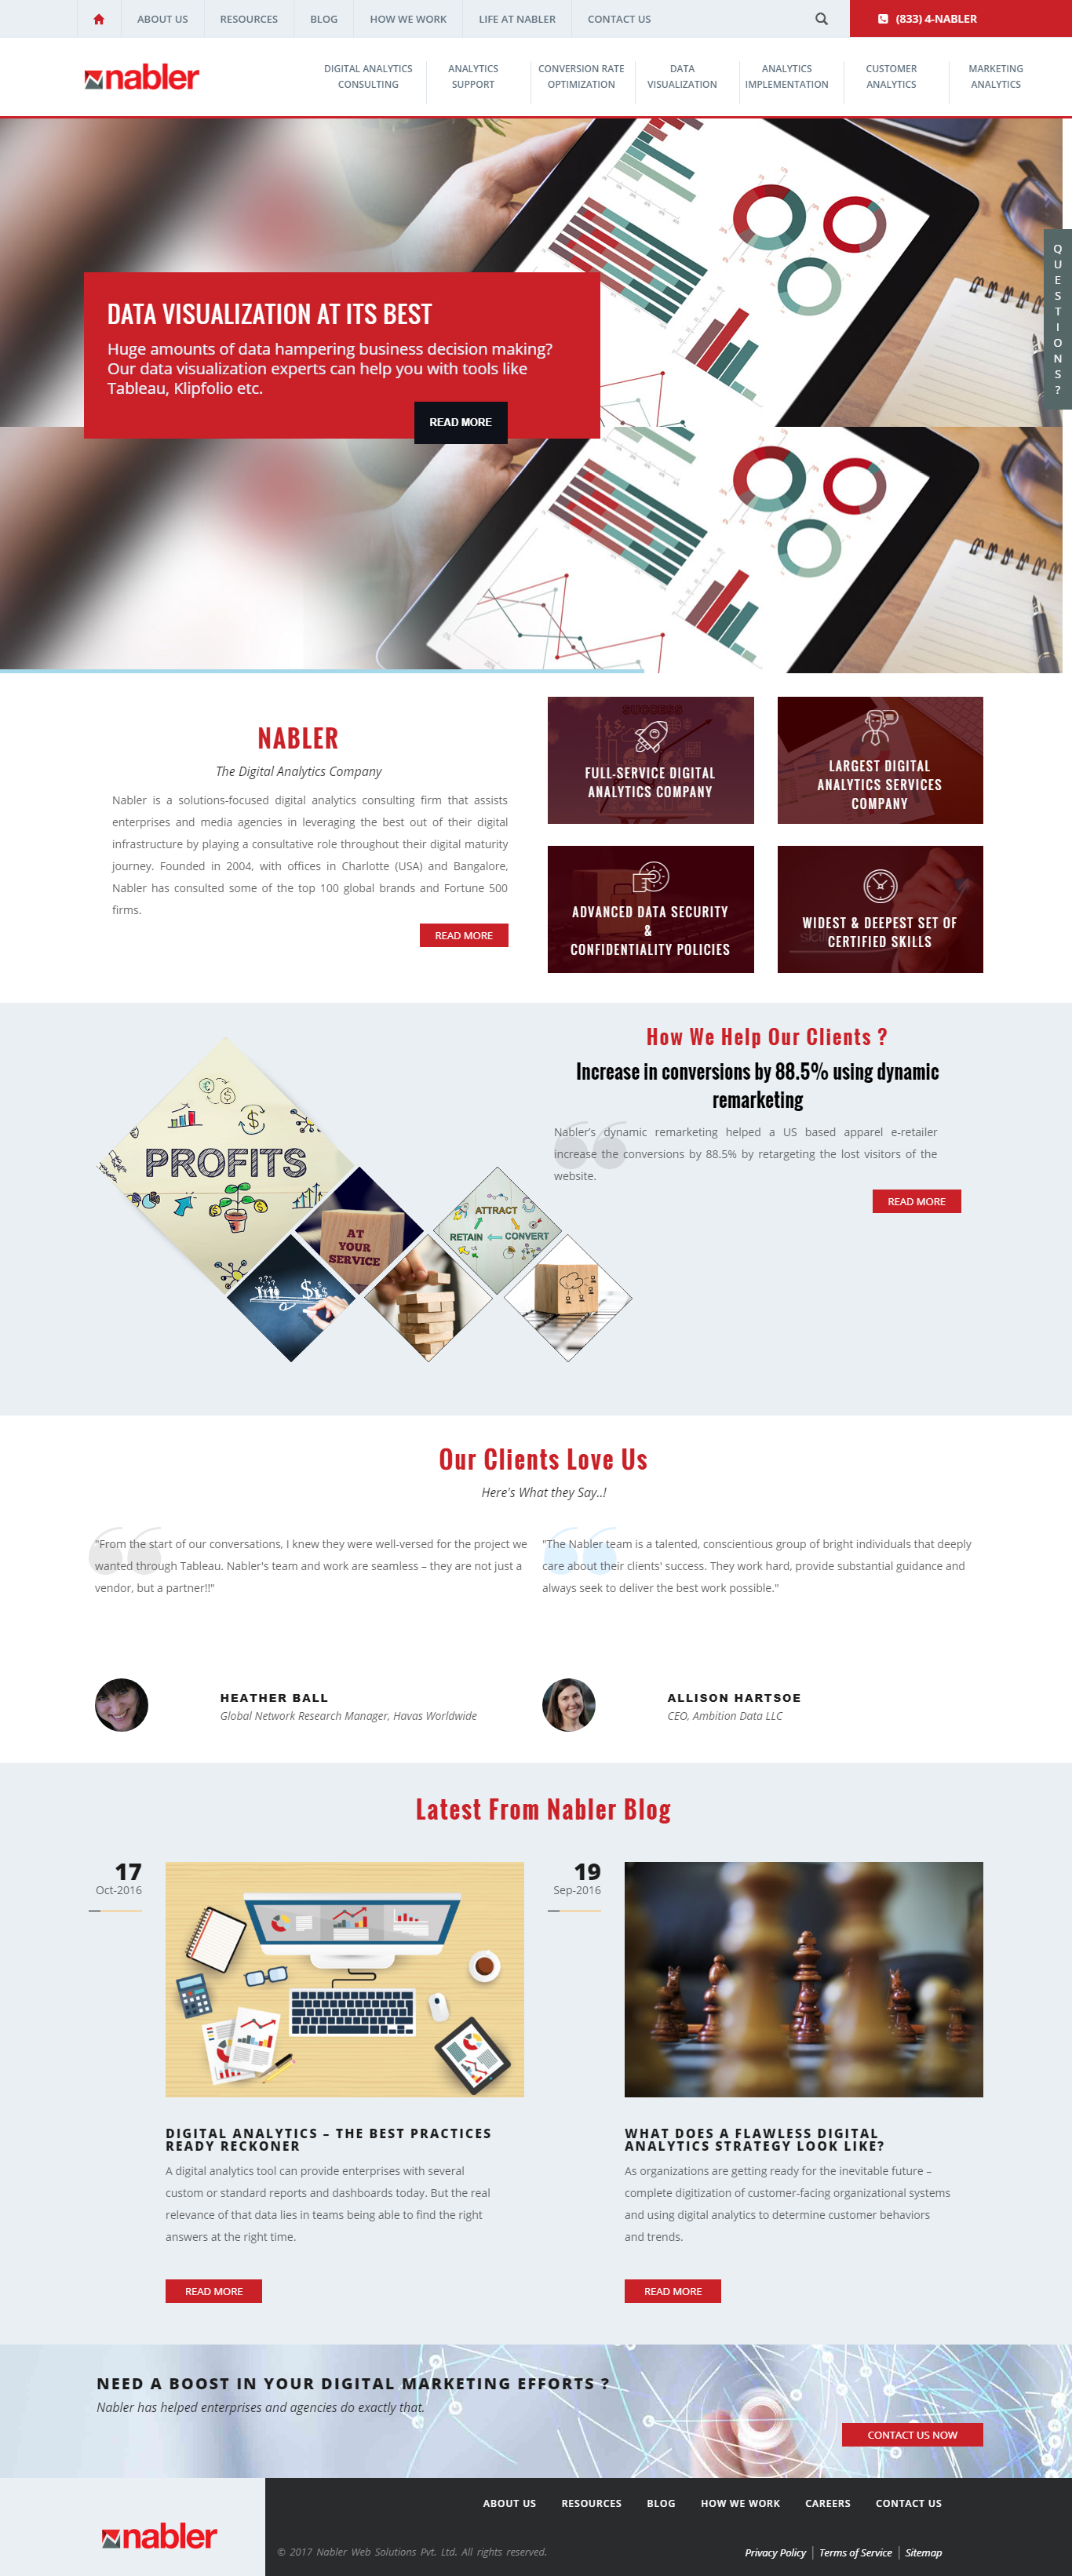 ABOUT US
RESOURCES
BLOG
HOW WE WORK
LIFE AT NABLER
CONTACT US
(833) 4-NABLER
nabler
DIGITAL ANALYTICS
CONSULTING
ANALYTICS
SUPPORT
CONVERSION RATE
OPTIMIZATION
DATA
VISUALIZATION
ANALYTICS
IMPLEMENTATION
CUSTOMER
ANALYTICS
MARKETING
ANALYTICS
QUESTIONS?
DATA VISUALIZATION AT ITS BEST
Huge amounts of data hampering business decision making?
Our data visualization experts can help you with tools like
Tableau, Klipfolio etc.
READ MORE
NABLER
The Digital Analytics Company
Nabler is a solutions-focused digital analytics consulting firm that assists
enterprises and media agencies in leveraging the best out of their digital
infrastructure by playing a consultative role throughout their digital maturity
journey. Founded in 2004, with offices in Charlotte (USA) and Bangalore,
Nabler has consulted some of the top 100 global brands and Fortune 500
firms.
READ MORE
SUCCESS
FULL-SERVICE DIGITAL
ANALYTICS COMPANY
LARGEST DIGITAL
ANALYTICS SERVICES
COMPANY
ADVANCED DATA SECURITY
&
CONFIDENTIALITY POLICIES
WIDEST & DEEPEST SET OF
CERTIFIED SKILLS
skills
How We Help Our Clients ?
Increase in conversions by 88.5% using dynamic
remarketing
Nabler's dynamic remarketing helped a US based apparel e-retailer
increase the conversions by 88.5% by retargeting the lost visitors of the
website.
READ MORE
PROFITS
AT
YOUR
SERVICE
ATTRACT
RETAIN
CONVERT
Our Clients Love Us
Here's What they Say..!
"From the start of our conversations, I knew they were well-versed for the project we
wanted through Tableau. Nabler's team and work are seamless – they are not just a
vendor, but a partner!!"
HEATHER BALL
Global Network Research Manager, Havas Worldwide
"The Nabler team is a talented, conscientious group of bright individuals that deeply
care about their clients' success. They work hard, provide substantial guidance and
always seek to deliver the best work possible."
ALLISON HARTSOE
CEO, Ambition Data LLC
Latest From Nabler Blog
17
Oct-2016
DIGITAL ANALYTICS – THE BEST PRACTICES
READY RECKONER
A digital analytics tool can provide enterprises with several
custom or standard reports and dashboards today. But the real
relevance of that data lies in teams being able to find the right
answers at the right time.
READ MORE
19
Sep-2016
WHAT DOES A FLAWLESS DIGITAL
ANALYTICS STRATEGY LOOK LIKE?
As organizations are getting ready for the inevitable future –
complete digitization of customer-facing organizational systems
and using digital analytics to determine customer behaviors
and trends.
READ MORE
NEED A BOOST IN YOUR DIGITAL MARKETING EFFORTS ?
Nabler has helped enterprises and agencies do exactly that.
CONTACT US NOW
nabler
ABOUT US
RESOURCES
BLOG
HOW WE WORK
CAREERS
CONTACT US
© 2017 Nabler Web Solutions Pvt. Ltd. All rights reserved.
Privacy Policy | Terms of Service | Sitemap